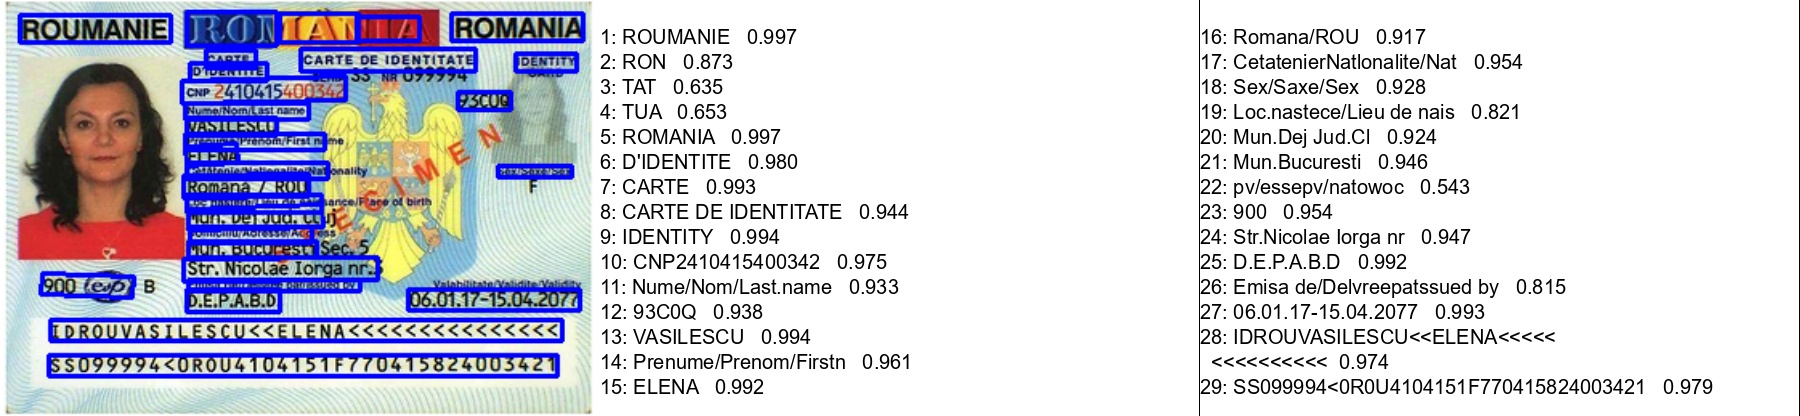 ROUMANIE ROMÂNIA ROMANIA
CARTE CARTE DE IDENTITATE IDENTITY
D'IDENTITE SERIA SS NR 099994 CARD
CNP 2410415400342
93C0Q
Nume/Nom/Last name
VASILESCU
Prenume/Prenom/First name
ELENA
Cetatenie/Nationalite/Nationality
Romana / ROU
Sex/Sexe/Sex
F
Loc nastere/Lieu de naissance/Place of birth
Mun. Dej Jud. Cluj
Domiciliu/Adresse/Address
Mun. Bucuresti Sec. 5
Str. Nicolae Iorga nr.
SPECIMEN
900 B
D.E.P.A.B.D
Valabilitate/Validite/Validity
06.01.17-15.04.2077
IDROUVASILESCU<<ELENA<<<<<<<<<<<<<<<
SS099994<0ROU4104151F770415824003421
1: ROUMANIE 0.997
2: RON 0.873
3: TAT 0.635
4: TUA 0.653
5: ROMANIA 0.997
6: D'IDENTITE 0.980
7: CARTE 0.993
8: CARTE DE IDENTITATE 0.944
9: IDENTITY 0.994
10: CNP2410415400342 0.975
11: Nume/Nom/Last.name 0.933
12: 93C0Q 0.938
13: VASILESCU 0.994
14: Prenume/Prenom/Firstn 0.961
15: ELENA 0.992
16: Romana/ROU 0.917
17: CetatenierNatlonalite/Nat 0.954
18: Sex/Saxe/Sex 0.928
19: Loc.nastece/Lieu de nais 0.821
20: Mun.Dej Jud.Cl 0.924
21: Mun.Bucuresti 0.946
22: pv/essepv/natowoc 0.543
23: 900 0.954
24: Str.Nicolae lorga nr 0.947
25: D.E.P.A.B.D 0.992
26: Emisa de/Delvreepatssued by 0.815
27: 06.01.17-15.04.2077 0.993
28: IDROUVASILESCU<<ELENA<<<<<
<<<<<<<<<< 0.974
29: SS099994<0R0U4104151F770415824003421 0.979